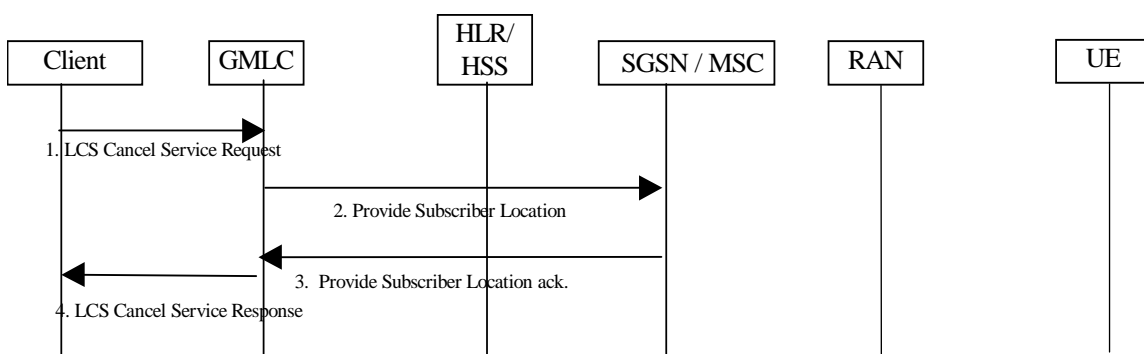 Client
GMLC
HLR/
HSS
SGSN / MSC
RAN
UE
1. LCS Cancel Service Request
2. Provide Subscriber Location
3. Provide Subscriber Location ack.
4. LCS Cancel Service Response